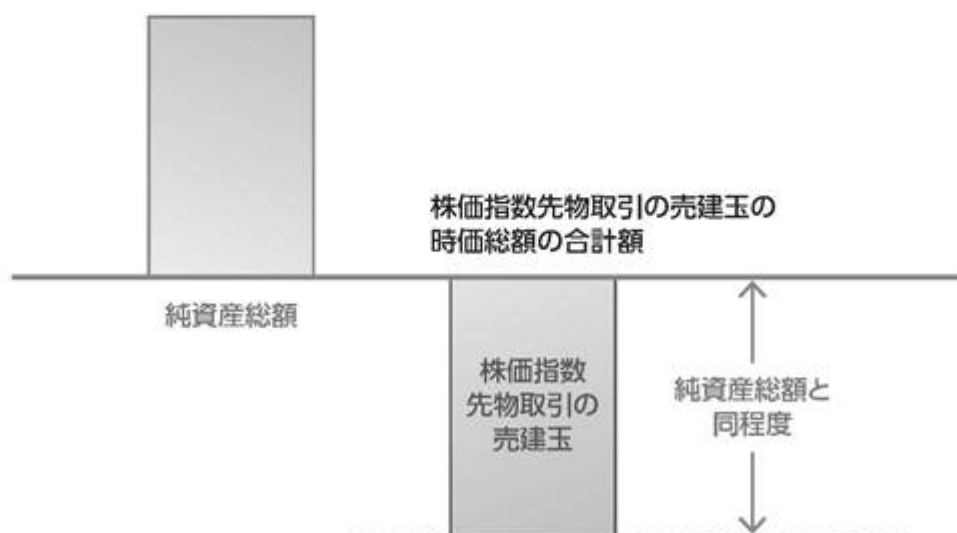 株価指数先物取引の売建玉の
時価総額の合計額
純資産総額
株価指数
先物取引の
売建玉
純資産総額と
同程度